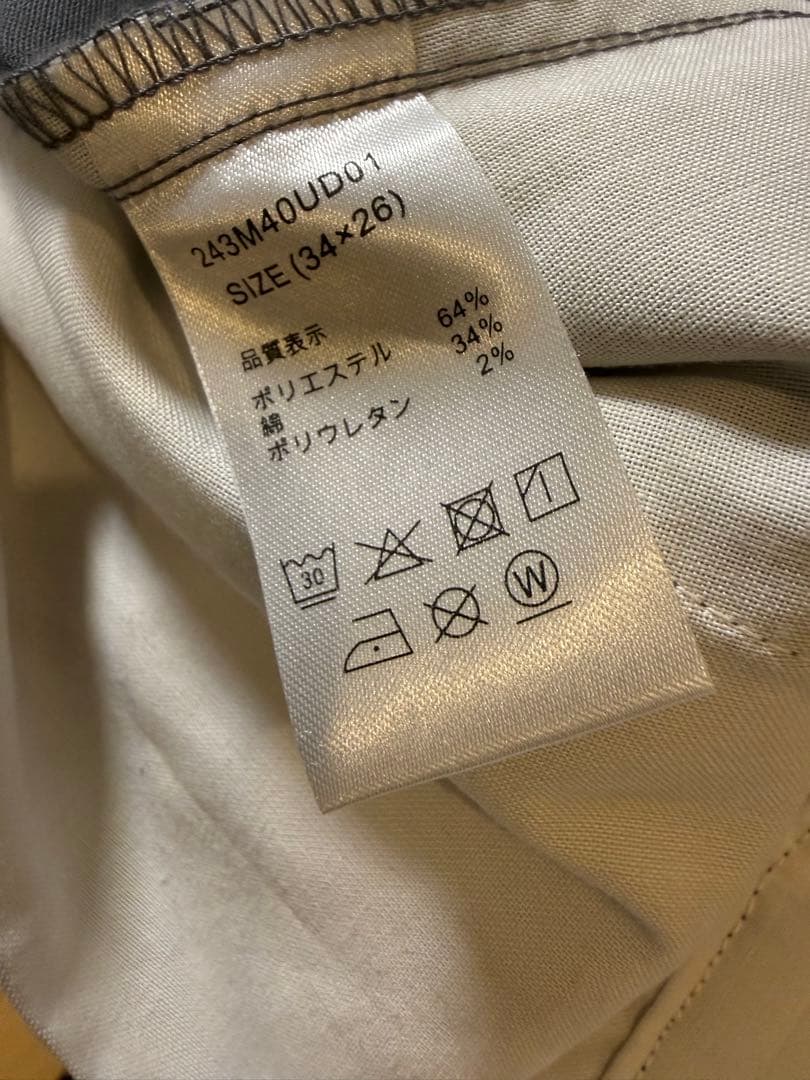 243M40UD01
SIZE (34×26)
品質表示
ポリエステル 64%
綿 34%
ポリウレタン 2%
30
W